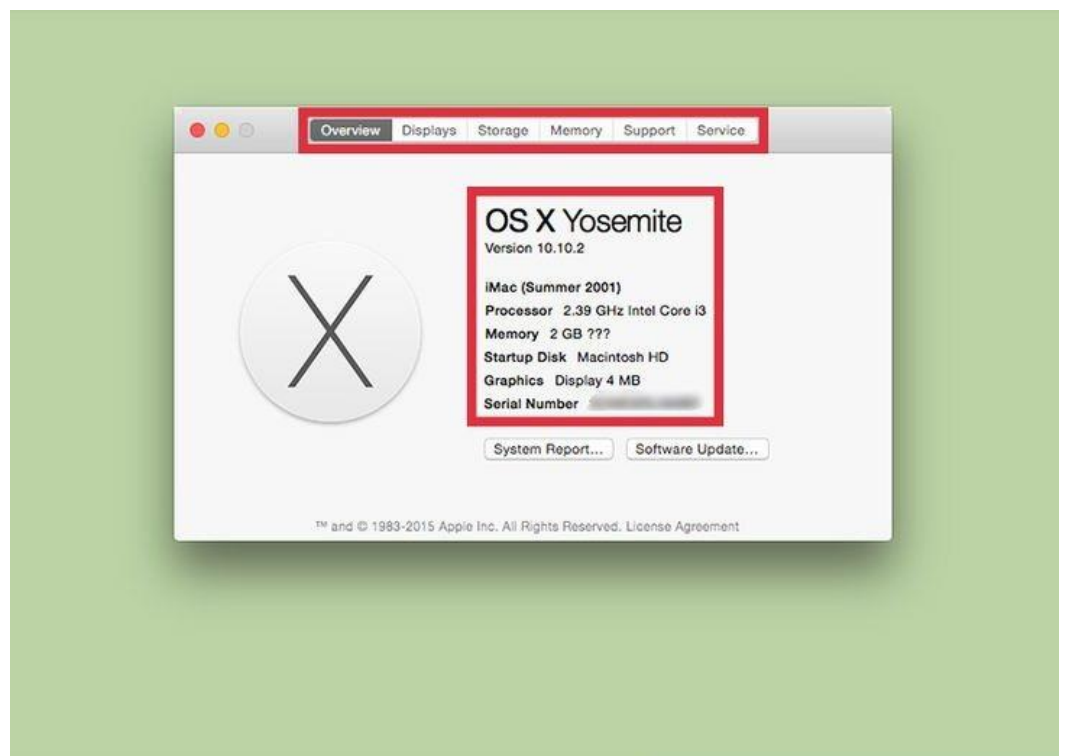 Overview Displays Storage Memory Support Service
OS X Yosemite
Version 10.10.2
iMac (Summer 2001)
Processor 2.39 GHz Intel Core i3
Memory 2 GB ???
Startup Disk Macintosh HD
Graphics Display 4 MB
Serial Number
System Report... Software Update...
™ and © 1983-2015 Apple Inc. All Rights Reserved. License Agreement